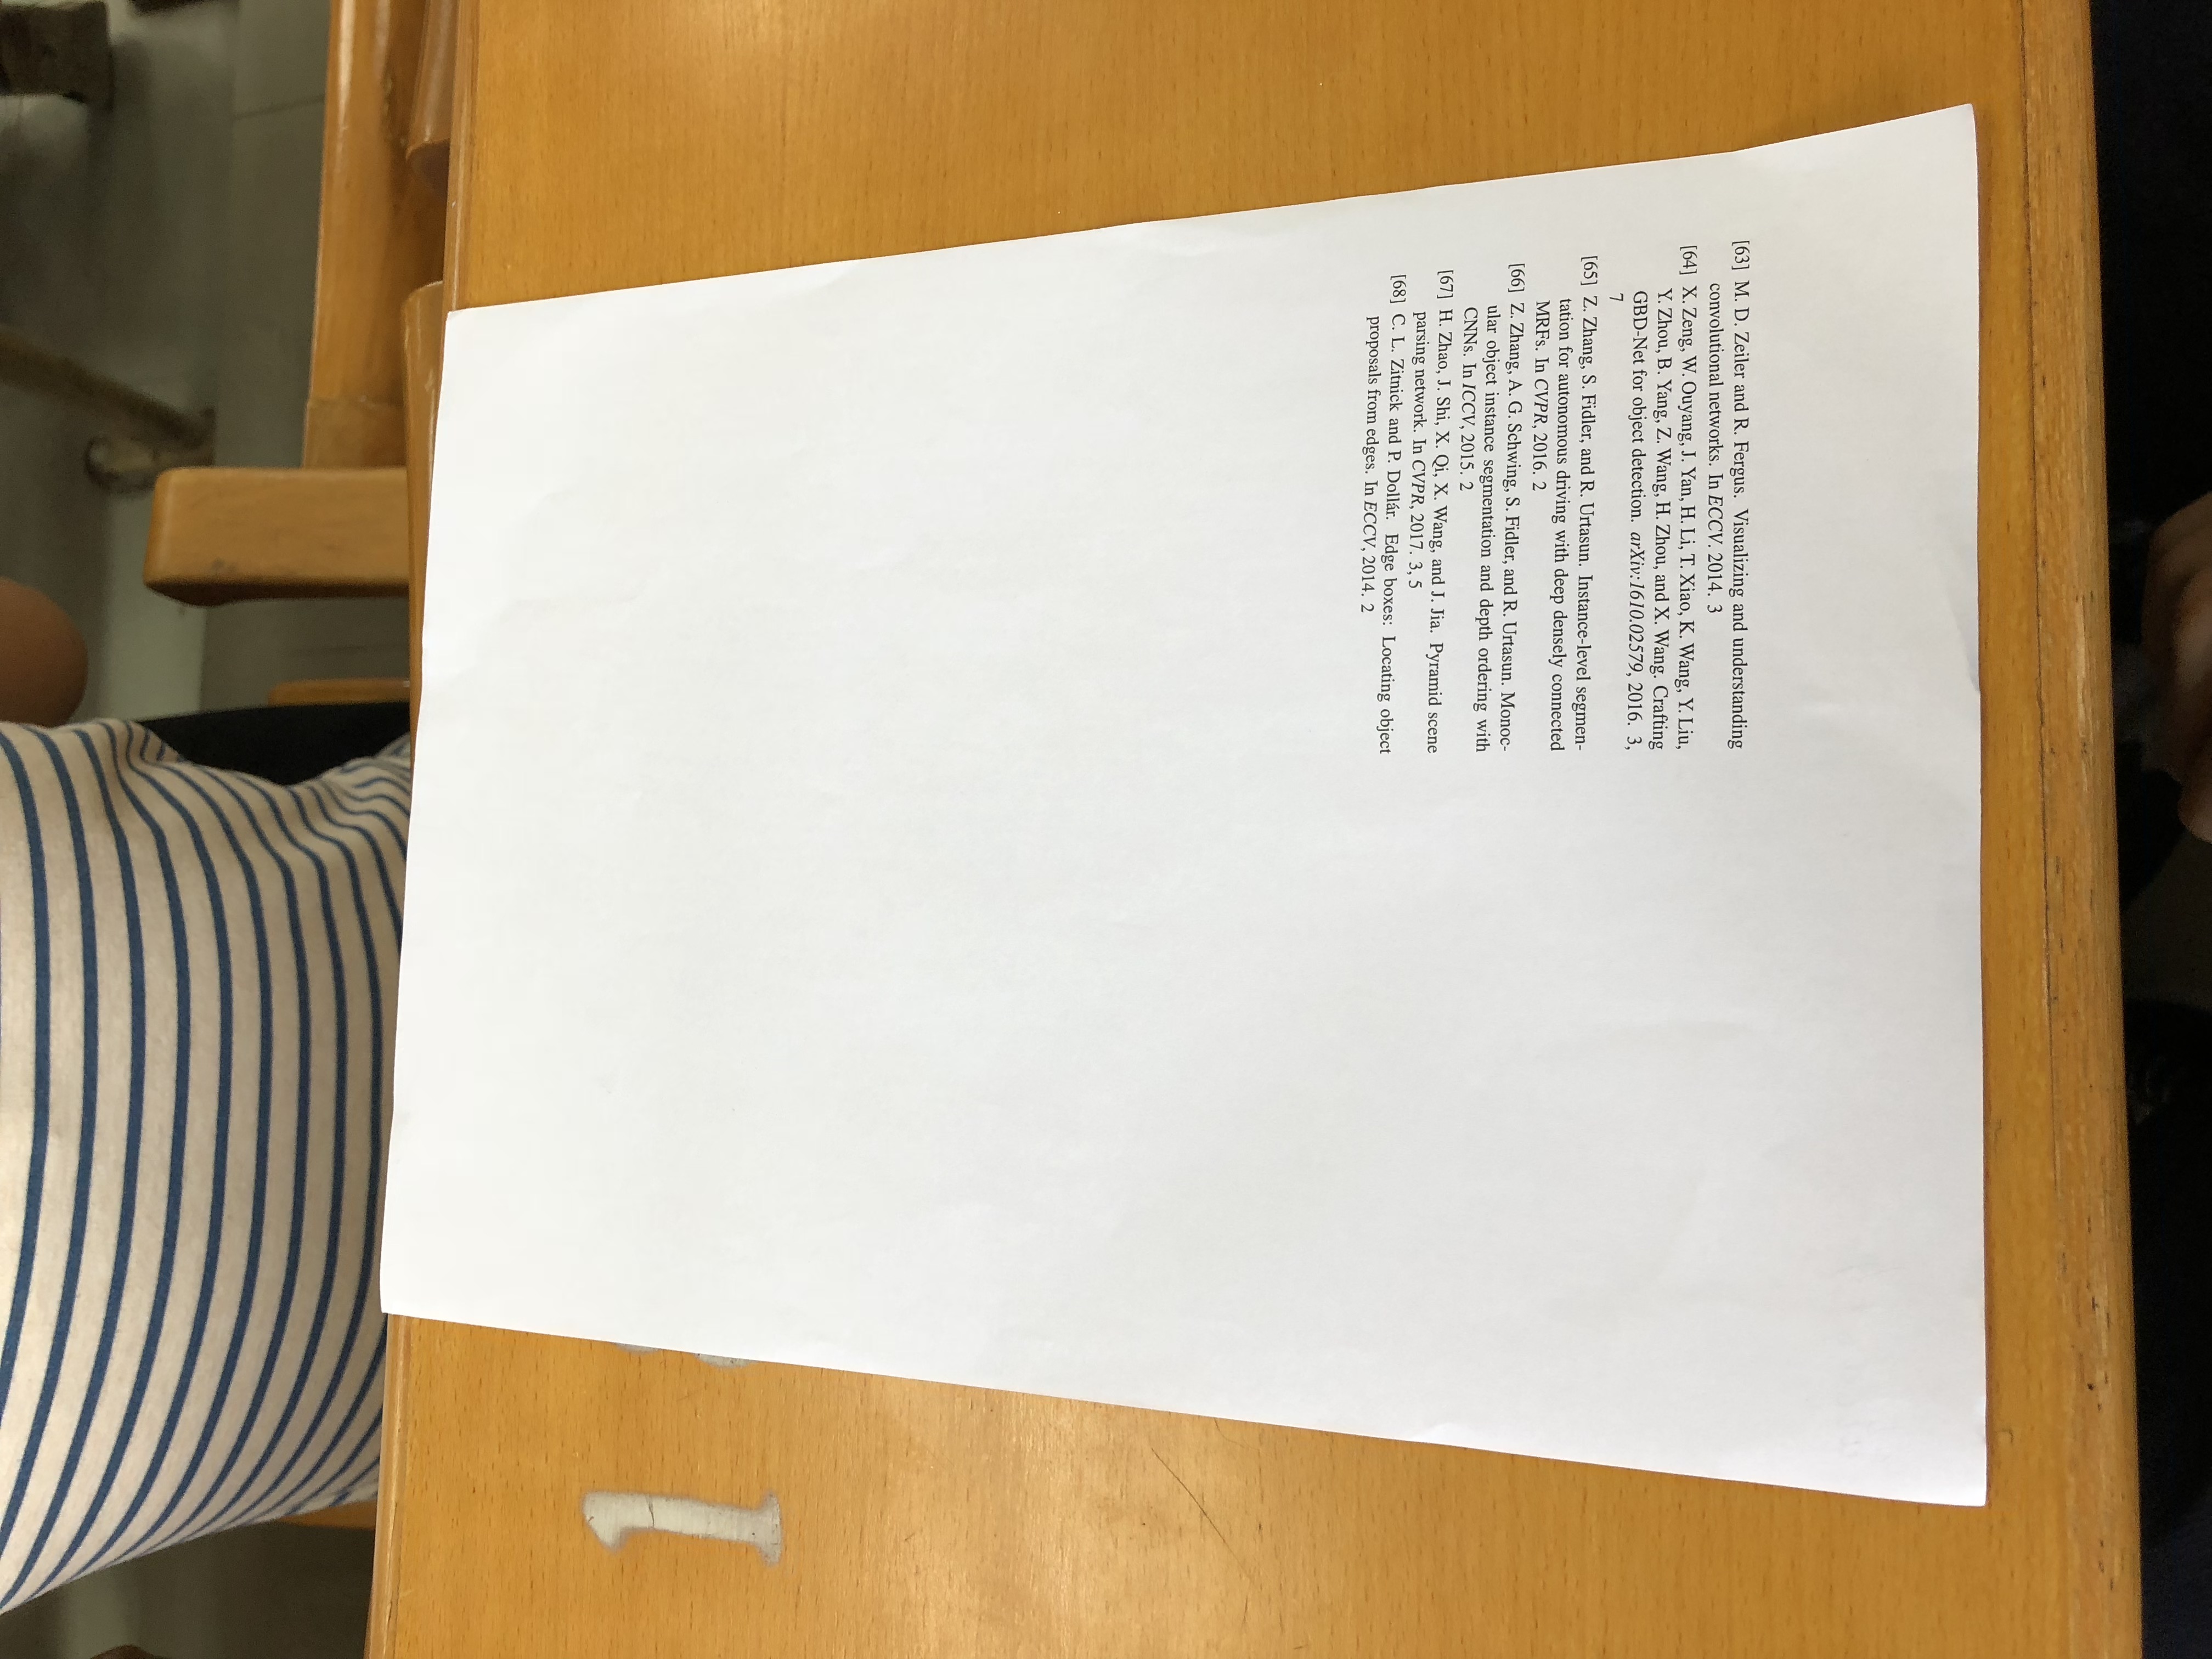 [63] M. D. Zeiler and R. Fergus. Visualizing and understanding
convolutional networks. In ECCV. 2014. 3
[64] X. Zeng, W. Ouyang, J. Yan, H. Li, T. Xiao, K. Wang, Y. Liu,
Y. Zhou, B. Yang, Z. Wang, H. Zhou, and X. Wang. Crafting
GBD-Net for object detection. arXiv:1610.02579, 2016. 3,
7
[65] Z. Zhang, S. Fidler, and R. Urtasun. Instance-level segmen-
tation for autonomous driving with deep densely connected
MRFs. In CVPR, 2016. 2
[66] Z. Zhang, A. G. Schwing, S. Fidler, and R. Urtasun. Monoc-
ular object instance segmentation and depth ordering with
CNNs. In ICCV, 2015. 2
[67] H. Zhao, J. Shi, X. Qi, X. Wang, and J. Jia. Pyramid scene
parsing network. In CVPR, 2017. 3, 5
[68] C. L. Zitnick and P. Dollár. Edge boxes: Locating object
proposals from edges. In ECCV, 2014. 2
1